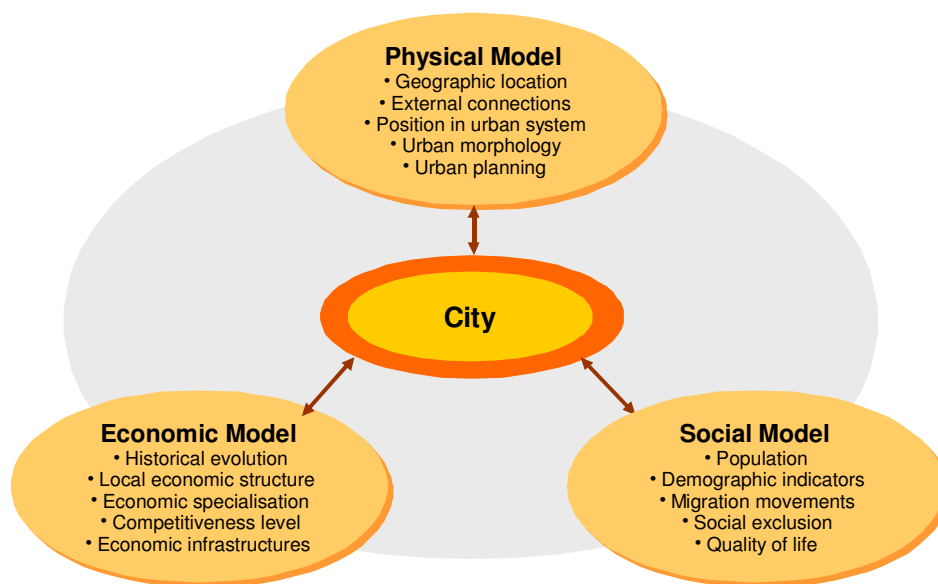 Physical Model
• Geographic location
• External connections
• Position in urban system
• Urban morphology
• Urban planning
City
Economic Model
• Historical evolution
• Local economic structure
• Economic specialisation
• Competitiveness level
• Economic infrastructures
Social Model
• Population
• Demographic indicators
• Migration movements
• Social exclusion
• Quality of life